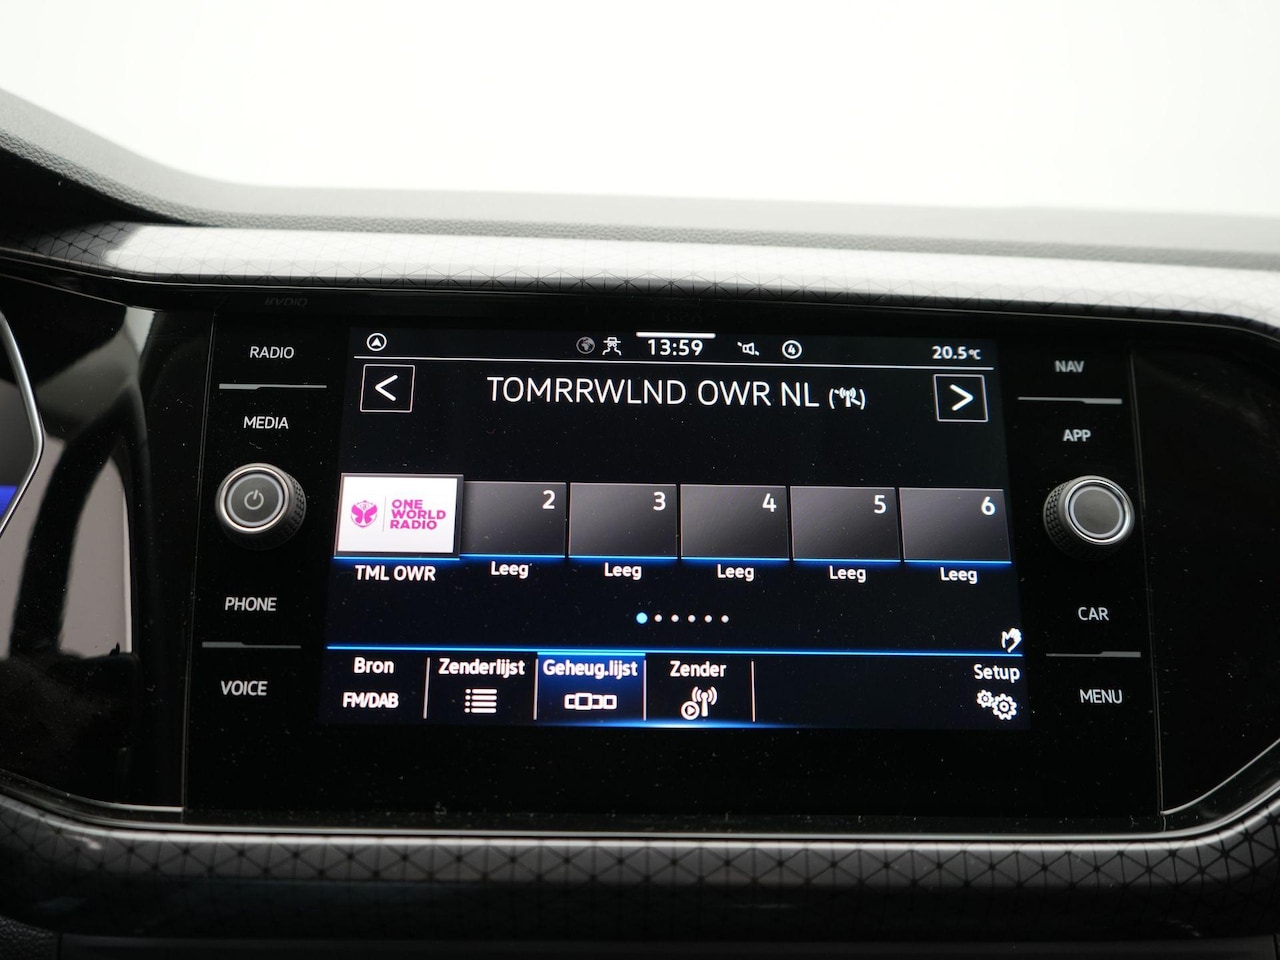 RADIO
MEDIA
PHONE
VOICE
13:59
4
20.5°C
<
TOMRRWLND OWR NL
>
ONE
WORLD
RADIO
2
3
4
5
6
TML OWR
Leeg
Leeg
Leeg
Leeg
Leeg
Bron
Zenderlijst
Geheug.lijst
Zender
Setup
FM/DAB
NAV
APP
CAR
MENU